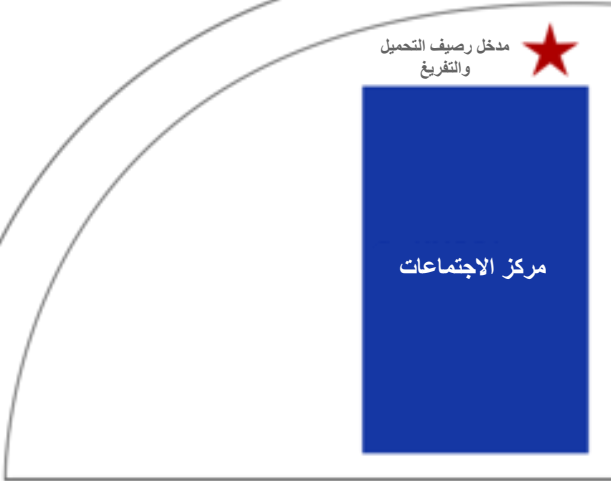 مدخل رصيف التحميل
والتفريغ
مركز الاجتماعات